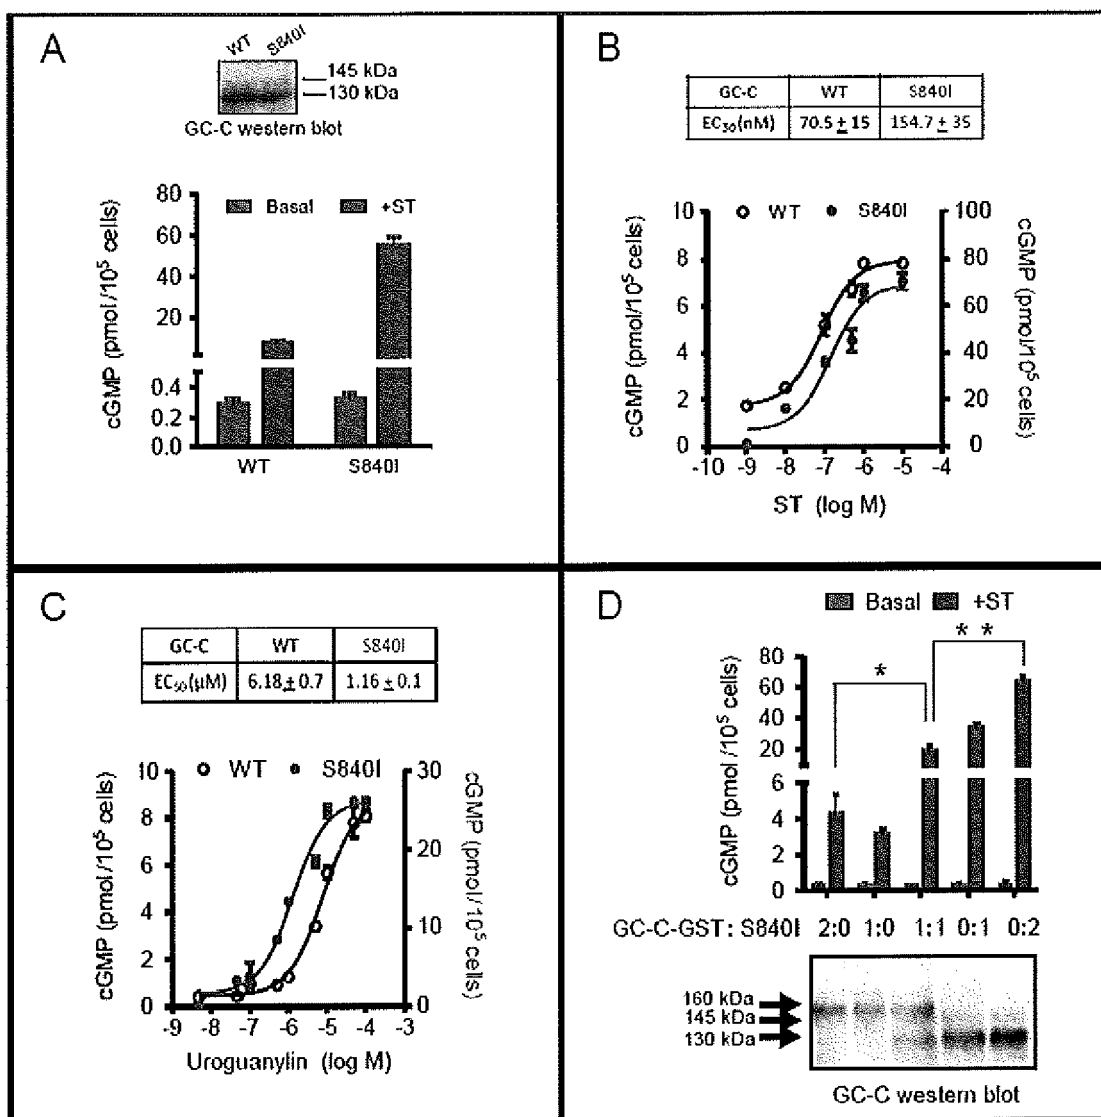 A
WT S840I
145 kDa
130 kDa
GC-C western blot
Basal +ST
cGMP (pmol /10⁵ cells)
80
60
40
20
0.4
0.2
0.0
WT S840I
B
GC-C WT S840I
EC₅₀(nM) 70.5 ± 15 154.7 ± 35
WT S840I
cGMP (pmol/10⁵ cells)
10
8
6
4
2
0
cGMP (pmol/10⁵ cells)
100
80
60
40
20
0
-10 -9 -8 -7 -6 -5 -4
ST (log M)
C
GC-C WT S840I
EC₅₀(µM) 6.18 ± 0.7 1.16 ± 0.1
WT S840I
cGMP (pmol /10⁵ cells)
10
8
6
4
2
0
cGMP (pmol/10⁵ cells)
30
20
10
0
-9 -8 -7 -6 -5 -4 -3
Uroguanylin (log M)
D
Basal +ST
* *
*
cGMP (pmol /10⁵ cells)
80
60
40
20
6
4
2
0
GC-C-GST: S840I 2:0 1:0 1:1 0:1 0:2
160 kDa
145 kDa
130 kDa
GC-C western blot